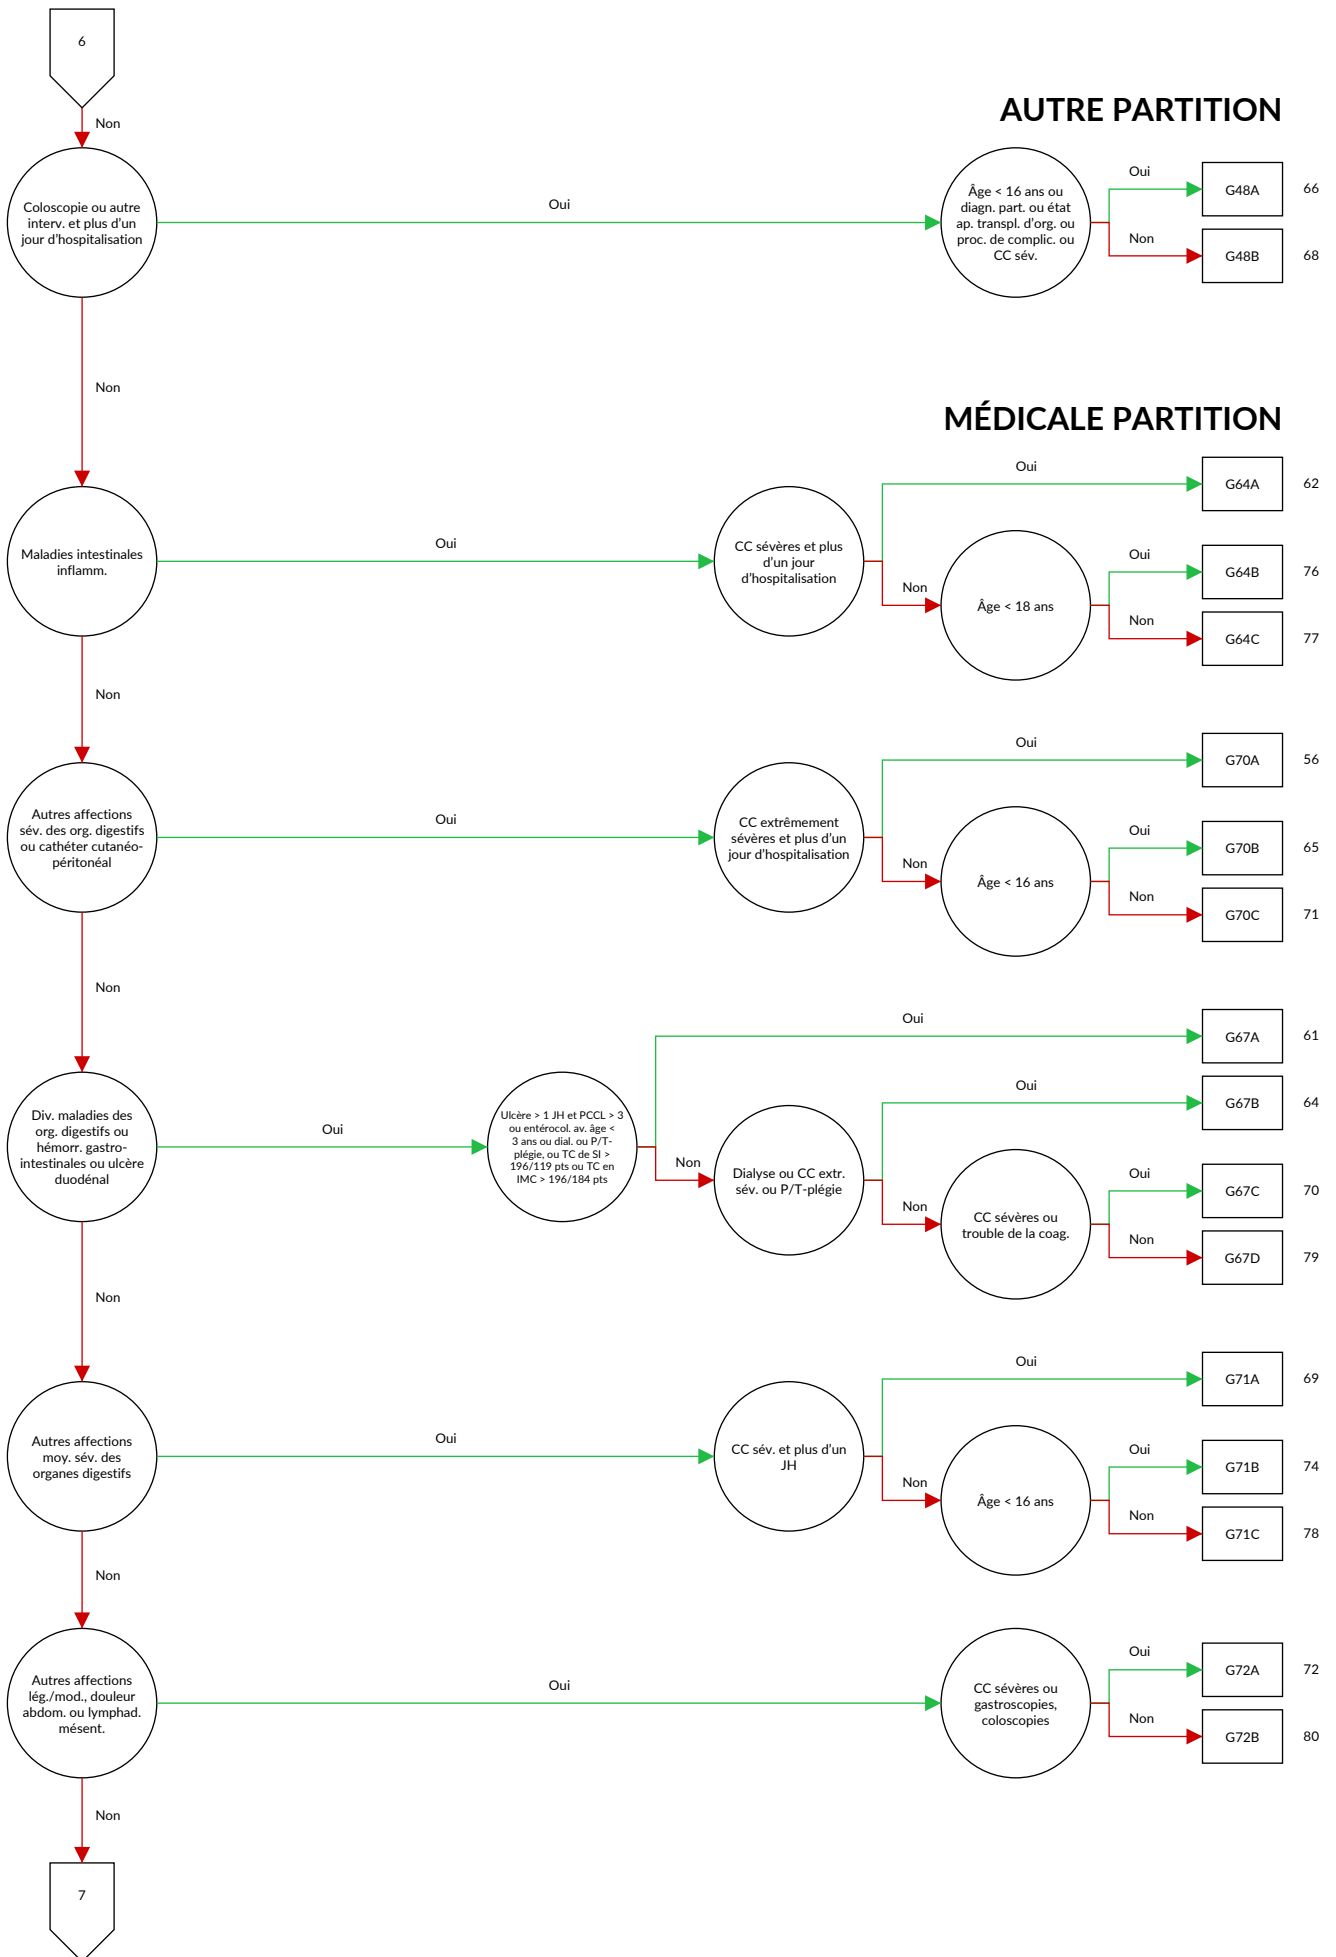 6
Non
AUTRE PARTITION
Coloscopie ou autre
interv. et plus d'un
jour d'hospitalisation
Oui
Âge < 16 ans ou
diagn. part. ou état
ap. transpl. d'org. ou
proc. de complic. ou
CC sév.
Oui
G48A
66
Non
G48B
68
Non
MÉDICALE PARTITION
Maladies intestinales
inflamm.
Oui
CC sévères et plus
d'un jour
d'hospitalisation
Oui
G64A
62
Non
Âge < 18 ans
Oui
G64B
76
Non
G64C
77
Non
Autres affections
sév. des org. digestifs
ou cathéter cutanéo-
péritonéal
Oui
CC extrêmement
sévères et plus d'un
jour d'hospitalisation
Oui
G70A
56
Non
Âge < 16 ans
Oui
G70B
65
Non
G70C
71
Non
Div. maladies des
org. digestifs ou
hémorr. gastro-
intestinales ou ulcère
duodénal
Oui
Ulcère > 1 JH et PCCL > 3
ou entérocol. av. âge <
3 ans ou dial. ou P/T-
plégie, ou TC de SI >
196/119 pts ou TC en
IMC > 196/184 pts
Oui
G67A
61
Non
Dialyse ou CC extr.
sév. ou P/T-plégie
Oui
G67B
64
Non
CC sévères ou
trouble de la coag.
Oui
G67C
70
Non
G67D
79
Non
Autres affections
moy. sév. des
organes digestifs
Oui
CC sév. et plus d'un
JH
Oui
G71A
69
Non
Âge < 16 ans
Oui
G71B
74
Non
G71C
78
Non
Autres affections
lég./mod., douleur
abdom. ou lymphad.
mésent.
Oui
CC sévères ou
gastroscopies,
coloscopies
Oui
G72A
72
Non
G72B
80
Non
7